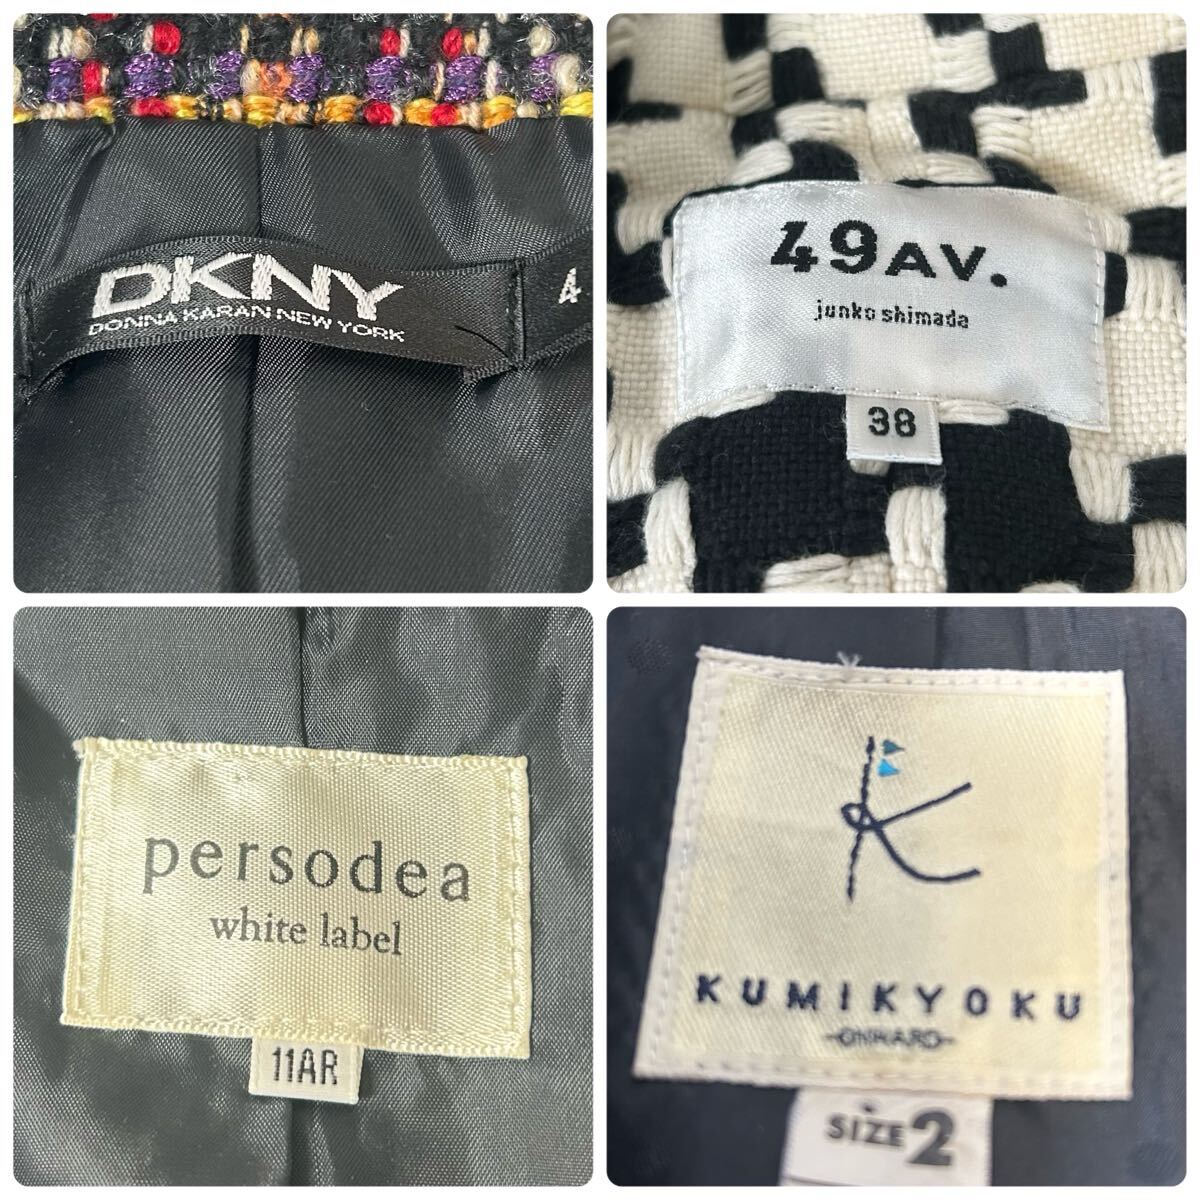 DKNY
DONNA KARAN NEW YORK
4
49AV.
junko shimada
38
persodea
white label
11AR
K
KUMIKYOKU
-ONWARD-
SIZE 2